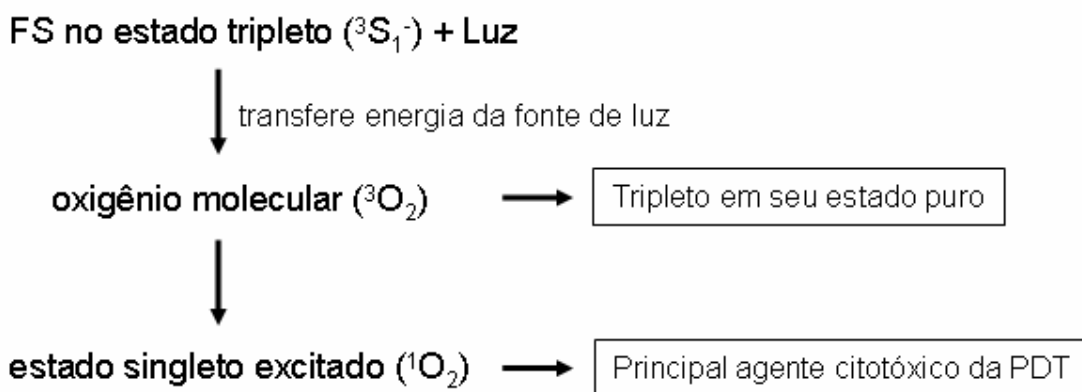 FS no estado tripleto (³S₁⁻) + Luz
transfere energia da fonte de luz
oxigênio molecular (³O₂)
Tripleto em seu estado puro
estado singleto excitado (¹O₂)
Principal agente citotóxico da PDT